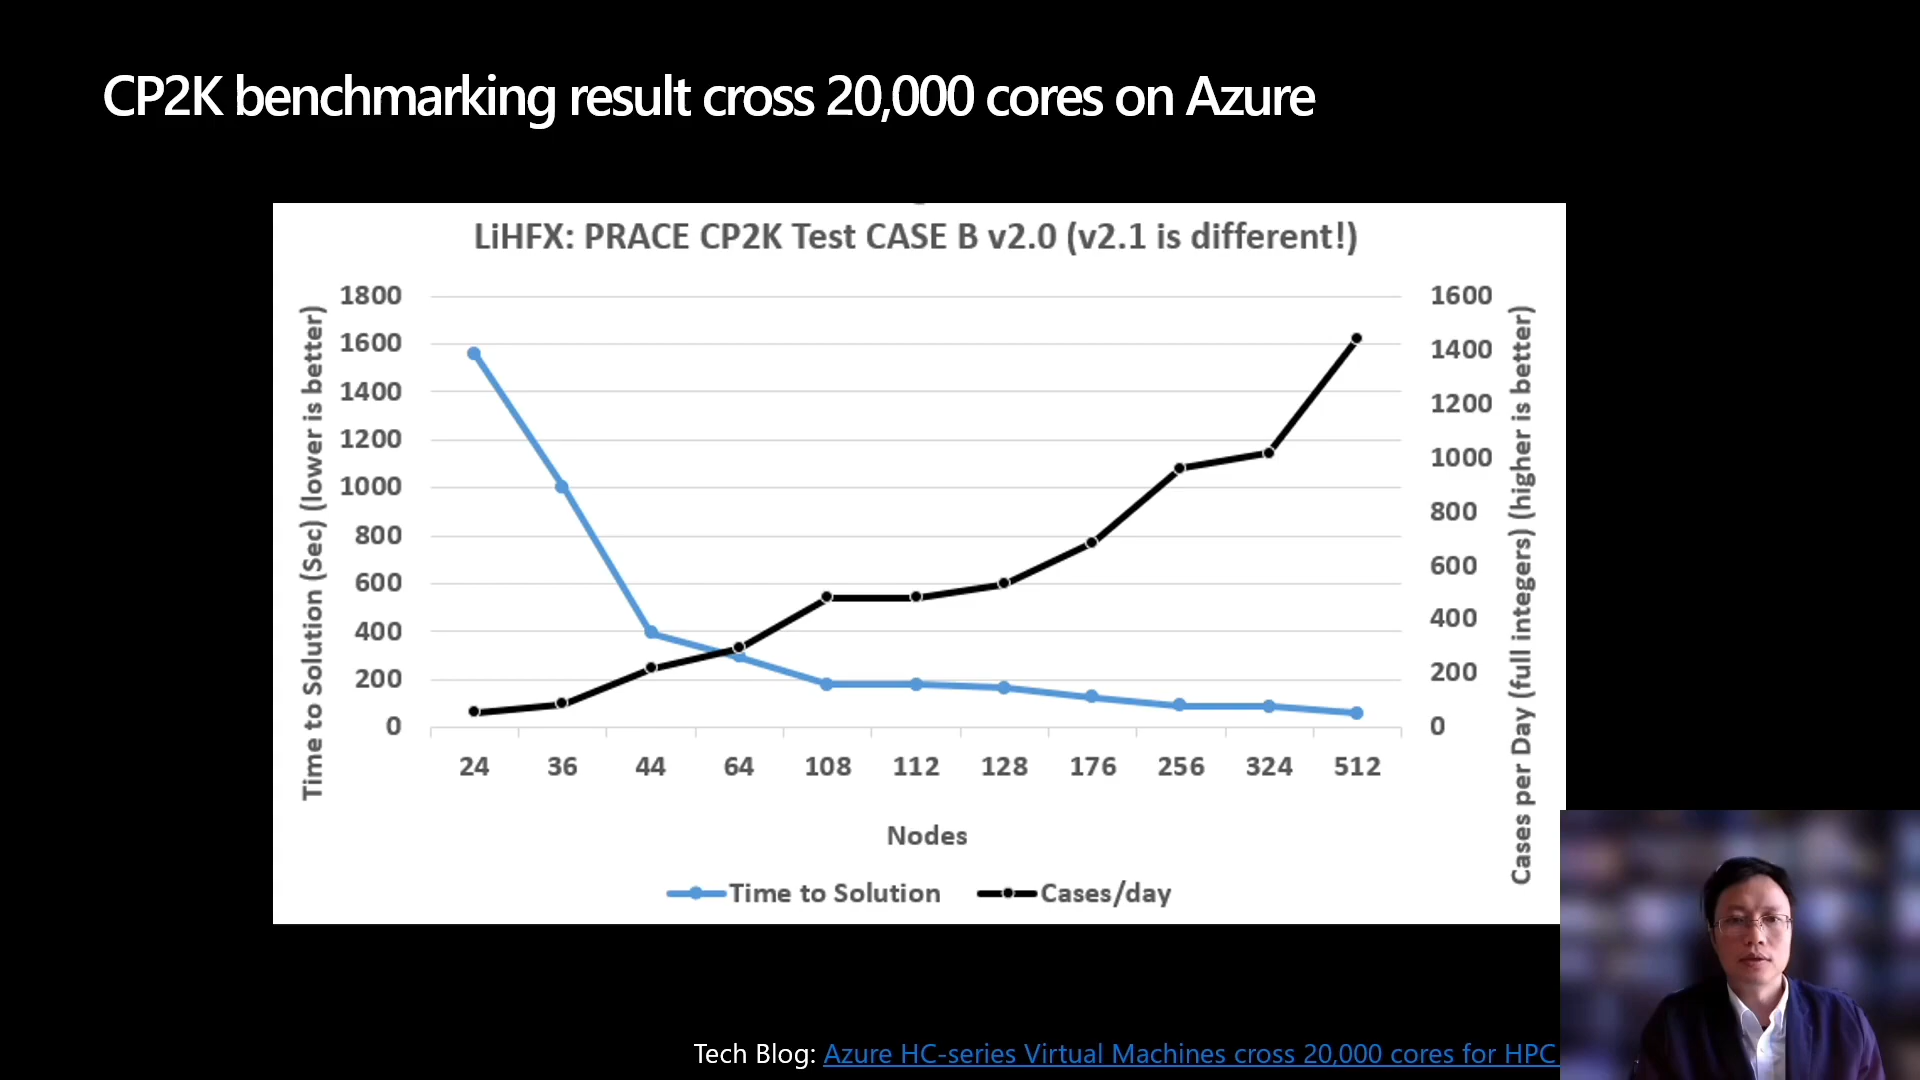 CP2K benchmarking result cross 20,000 cores on Azure
LiHFX: PRACE CP2K Test CASE B v2.0 (v2.1 is different!)
Time to Solution (Sec) (lower is better)
1800
1600
1400
1200
1000
800
600
400
200
0
1600
1400
1200
1000
800
600
400
200
0
Cases per Day (full integers) (higher is better)
24 36 44 64 108 112 128 176 256 324 512
Nodes
Time to Solution Cases/day
Tech Blog: Azure HC-series Virtual Machines cross 20,000 cores for HPC